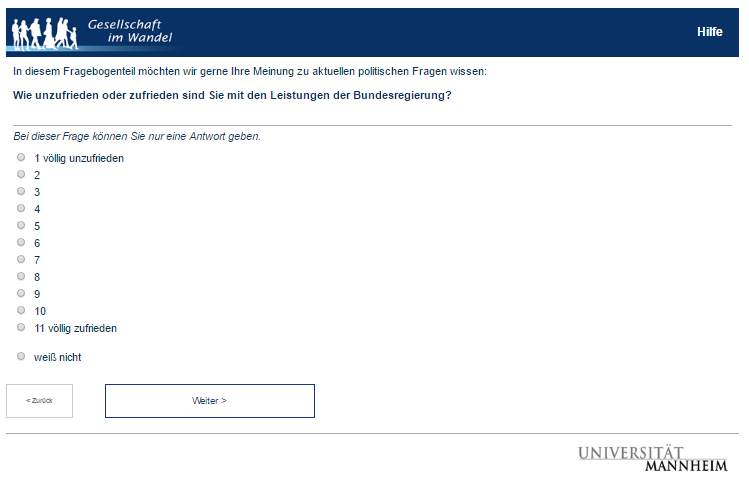 Gesellschaft
im Wandel
Hilfe
In diesem Fragebogenteil möchten wir gerne Ihre Meinung zu aktuellen politischen Fragen wissen:
Wie unzufrieden oder zufrieden sind Sie mit den Leistungen der Bundesregierung?
Bei dieser Frage können Sie nur eine Antwort geben.
1 völlig unzufrieden
2
3
4
5
6
7
8
9
10
11 völlig zufrieden
weiß nicht
< Zurück
Weiter >
UNIVERSITÄT
MANNHEIM